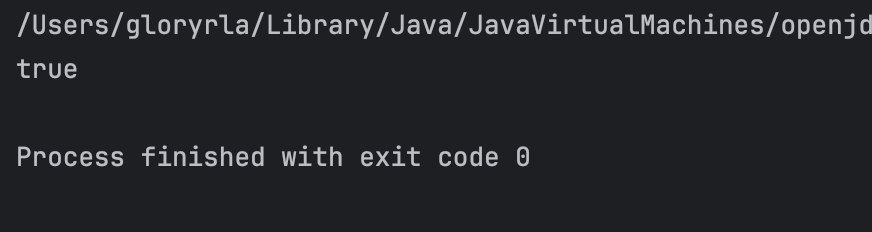 /Users/gloryrla/Library/Java/JavaVirtualMachines/openjd
true
Process finished with exit code 0